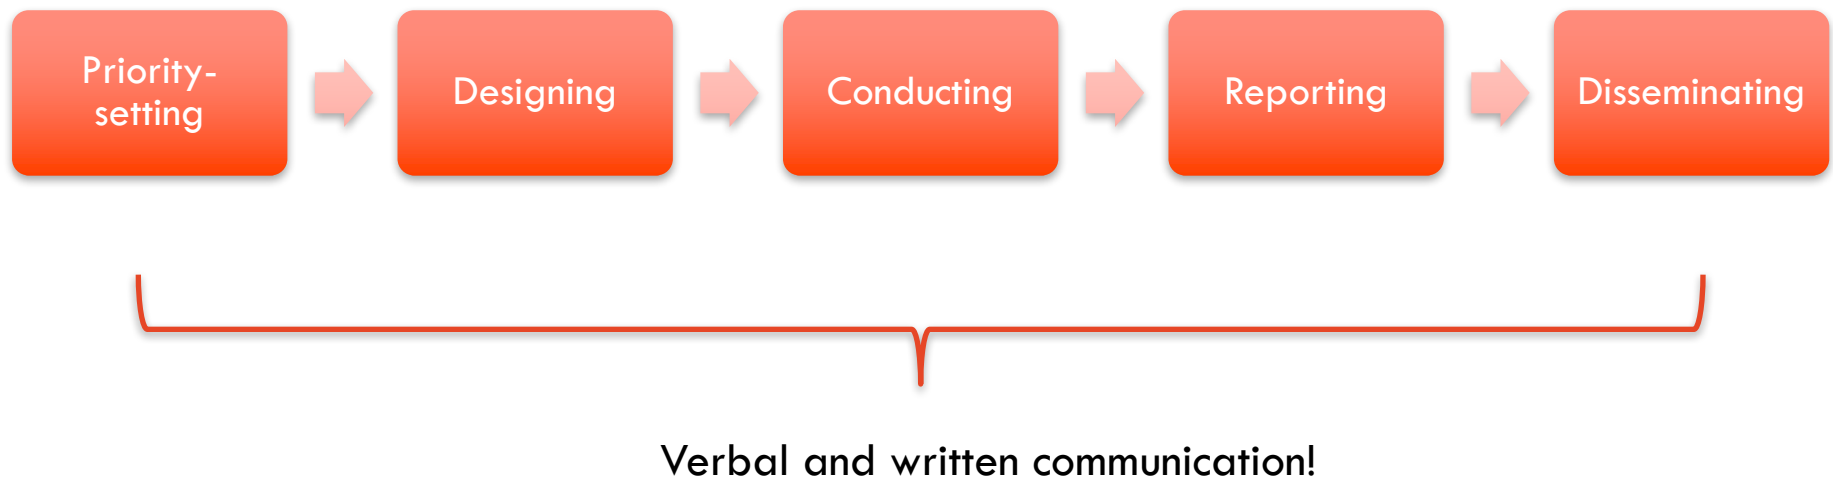 Priority-
setting
Designing
Conducting
Reporting
Disseminating
Verbal and written communication!